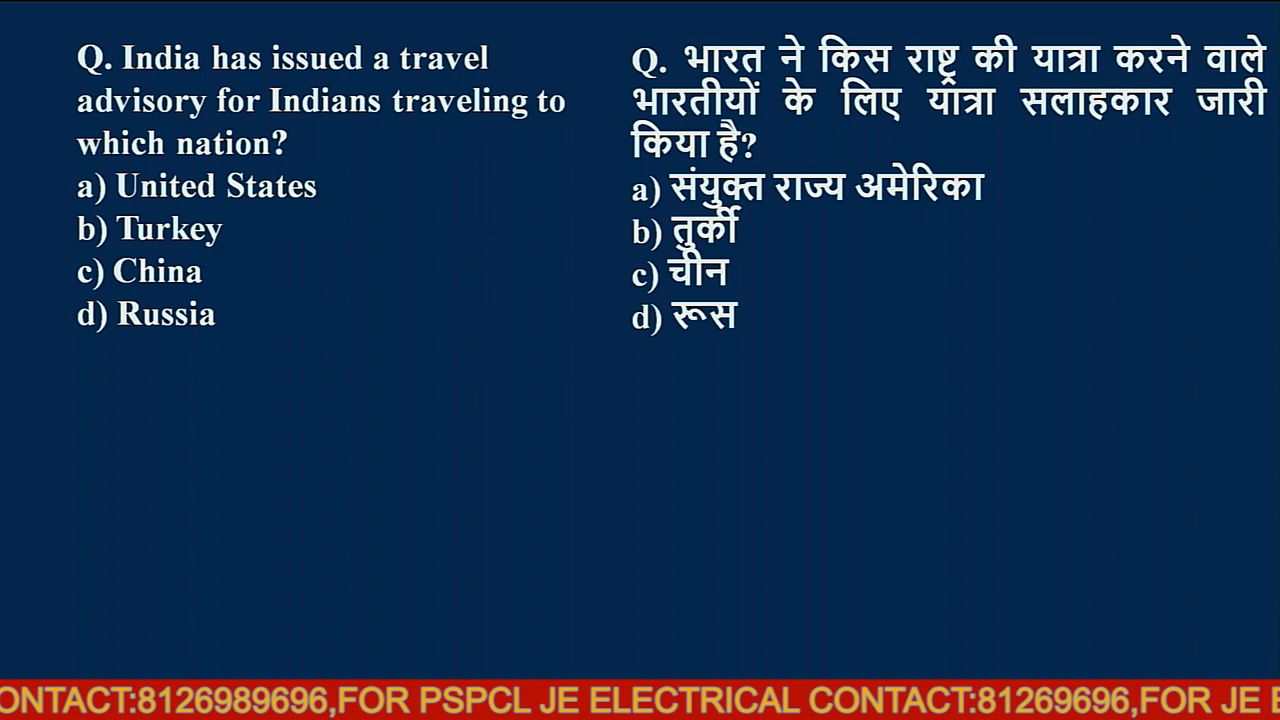 Q. India has issued a travel
advisory for Indians traveling to
which nation?
a) United States
b) Turkey
c) China
d) Russia
Q. भारत ने किस राष्ट्र की यात्रा करने वाले
भारतीयों के लिए यात्रा सलाहकार जारी
किया है?
a) संयुक्त राज्य अमेरिका
b) तुर्की
c) चीन
d) रूस
ONTACT:8126989696,FOR PSPCL JE ELECTRICAL CONTACT:81269696,FOR JE E